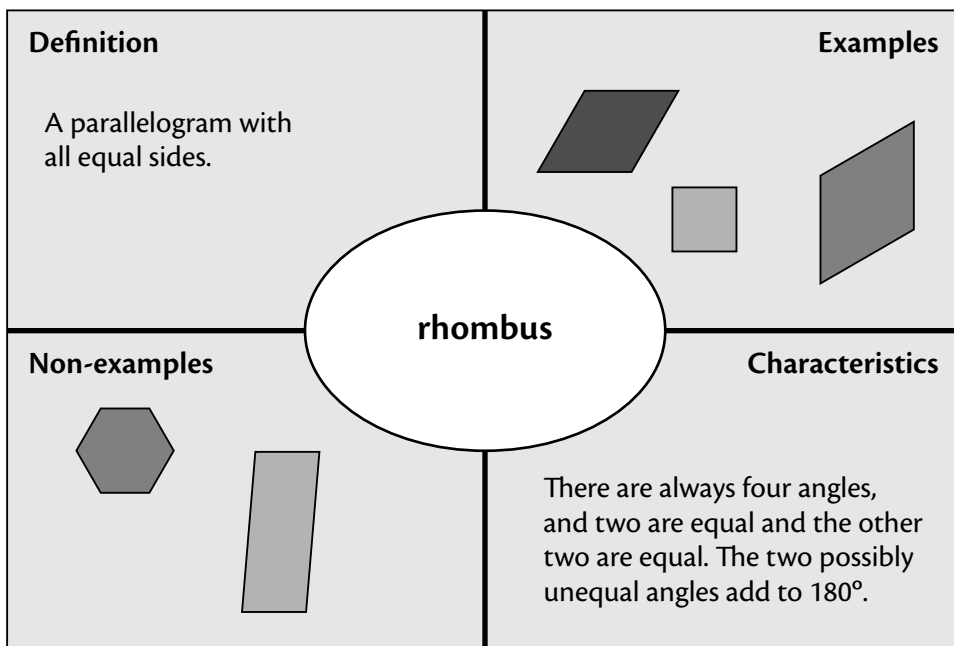 Definition
A parallelogram with
all equal sides.
Examples
rhombus
Non-examples
Characteristics
There are always four angles,
and two are equal and the other
two are equal. The two possibly
unequal angles add to 180º.